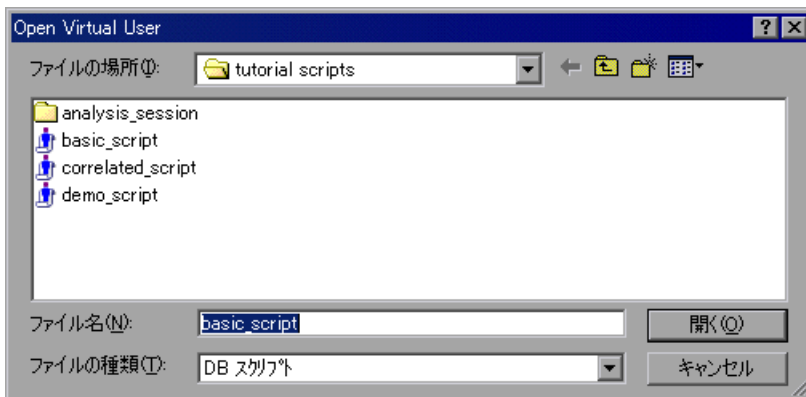 Open Virtual User
ファイルの場所(I):
tutorial scripts
analysis_session
basic_script
correlated_script
demo_script
ファイル名(N):
basic_script
開く(O)
ファイルの種類(T):
DB スクリプト
キャンセル